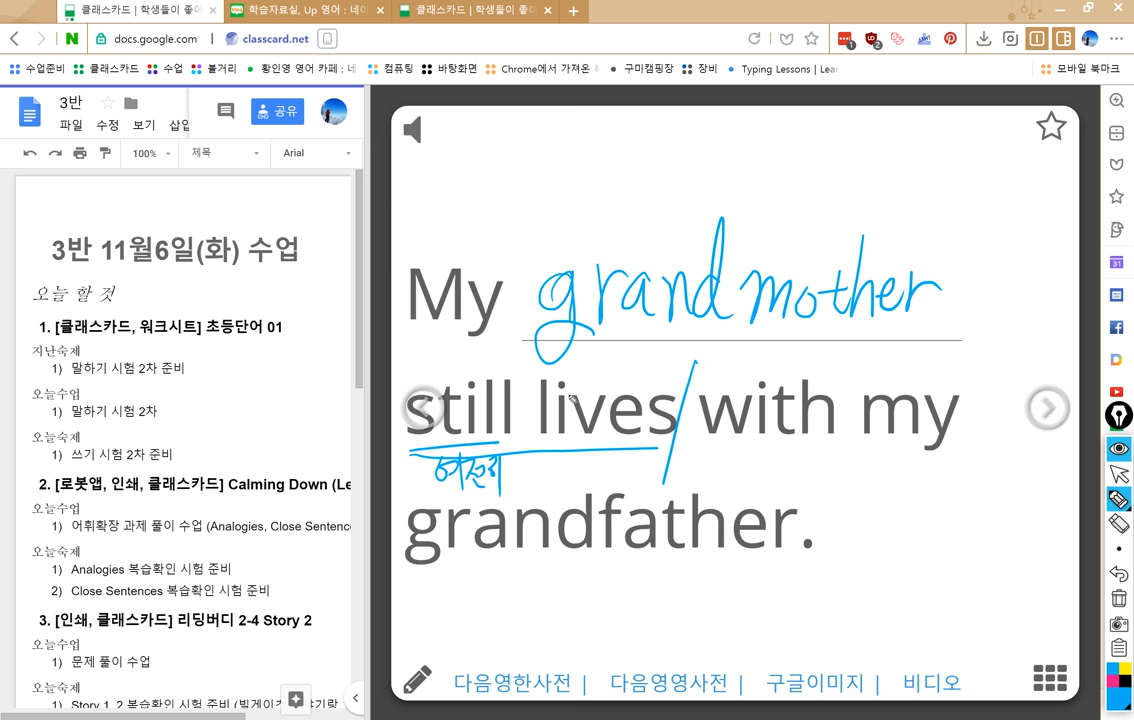 클래스카드 | 학생들이 좋아
학습자료실, Up 영어 : 네이
클래스카드 | 학생들이 좋아
N docs.google.com | classcard.net
수업준비 클래스카드 수업 볼거리 황인영 영어 카페 : 네 컴퓨팅 바탕화면 Chrome에서 가져온 구미캠핑장 장비 Typing Lessons | Lear 모바일 북마크
3반
파일 수정 보기 삽입
공유
100% 제목 Arial
3반 11월6일(화) 수업
오늘 할 것
1. [클래스카드, 워크시트] 초등단어 01
지난숙제
1) 말하기 시험 2차 준비
오늘수업
1) 말하기 시험 2차
오늘숙제
1) 쓰기 시험 2차 준비
2. [로봇앱, 인쇄, 클래스카드] Calming Down (Le
오늘수업
1) 어휘확장 과제 풀이 수업 (Analogies, Close Sentenc
오늘숙제
1) Analogies 복습확인 시험 준비
2) Close Sentences 복습확인 시험 준비
3. [인쇄, 클래스카드] 리딩버디 2-4 Story 2
오늘수업
1) 문제 풀이 수업
오늘숙제
1) Story 1, 2 복습확인 시험 준비
My grandmother
still lives / with my
여전히
grandfather.
다음영한사전 | 다음영영사전 | 구글이미지 | 비디오